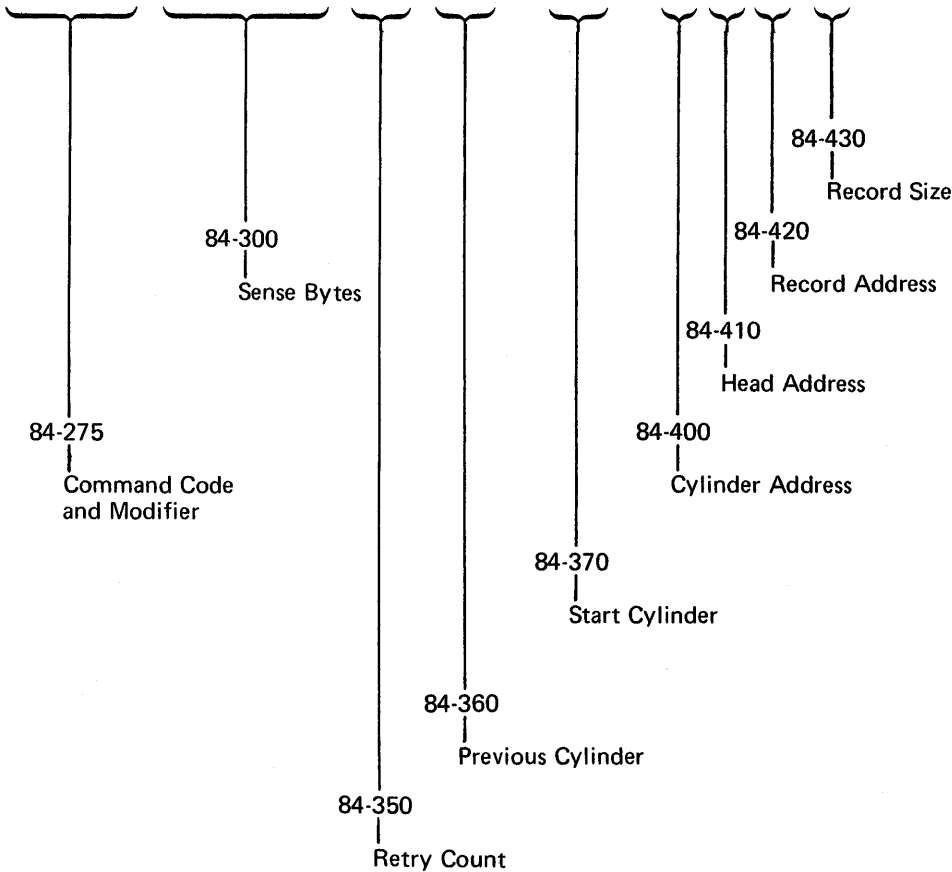 84-430
Record Size
84-300
Sense Bytes
84-420
Record Address
84-410
Head Address
84-275
Command Code
and Modifier
84-400
Cylinder Address
84-370
Start Cylinder
84-360
Previous Cylinder
84-350
Retry Count